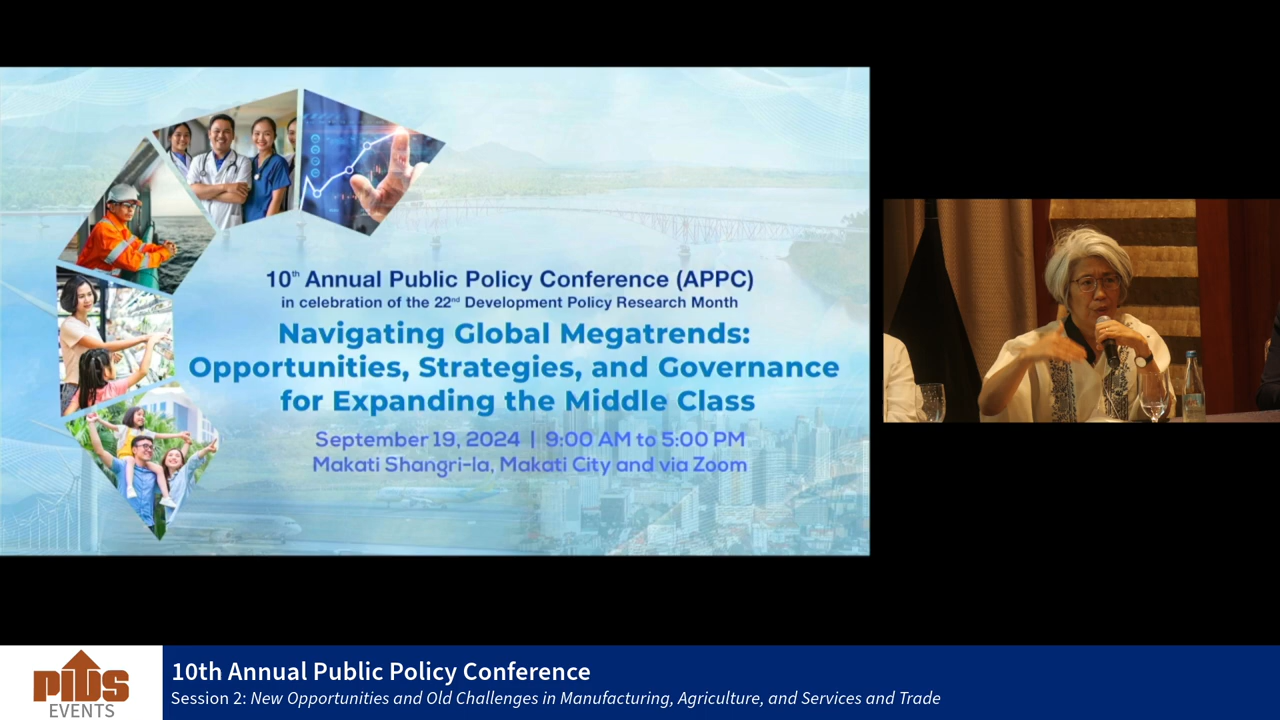 10th Annual Public Policy Conference (APPC)
in celebration of the 22nd Development Policy Research Month
Navigating Global Megatrends:
Opportunities, Strategies, and Governance
for Expanding the Middle Class
September 19, 2024 | 9:00 AM to 5:00 PM
Makati Shangri-la, Makati City and via Zoom
PIDS
EVENTS
10th Annual Public Policy Conference
Session 2: New Opportunities and Old Challenges in Manufacturing, Agriculture, and Services and Trade